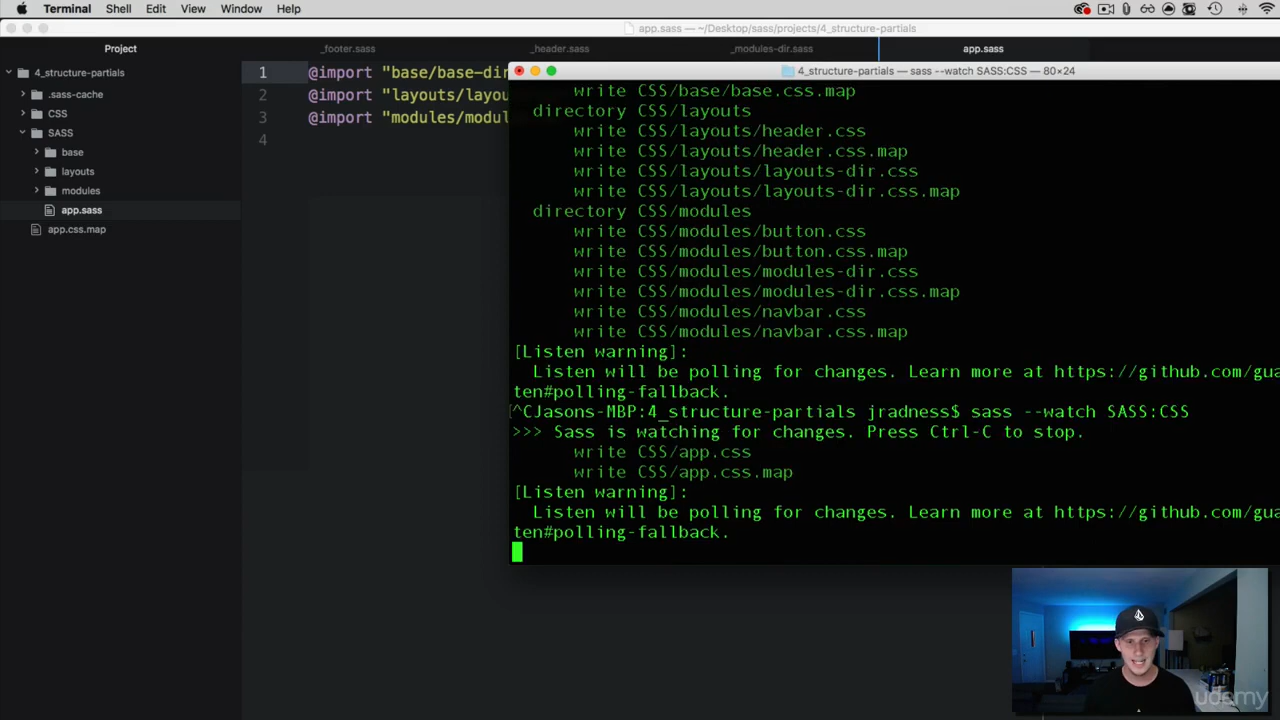 Terminal Shell Edit View Window Help
app.sass — ~/Desktop/sass/projects/4_structure-partials
Project
_footer.sass
_header.sass
_modules-dir.sass
app.sass
4_structure-partials
.sass-cache
CSS
SASS
base
layouts
modules
app.sass
app.css.map
1 @import "base/base-dir
2 @import "layouts/layou
3 @import "modules/modul
4
4_structure-partials — sass --watch SASS:CSS — 80×24
write CSS/base/base.css.map
directory CSS/layouts
write CSS/layouts/header.css
write CSS/layouts/header.css.map
write CSS/layouts/layouts-dir.css
write CSS/layouts/layouts-dir.css.map
directory CSS/modules
write CSS/modules/button.css
write CSS/modules/button.css.map
write CSS/modules/modules-dir.css
write CSS/modules/modules-dir.css.map
write CSS/modules/navbar.css
write CSS/modules/navbar.css.map
[Listen warning]:
Listen will be polling for changes. Learn more at https://github.com/gua
ten#polling-fallback.
^CJasons-MBP:4_structure-partials jradness$ sass --watch SASS:CSS
>>> Sass is watching for changes. Press Ctrl-C to stop.
write CSS/app.css
write CSS/app.css.map
[Listen warning]:
Listen will be polling for changes. Learn more at https://github.com/gua
ten#polling-fallback.
udemy